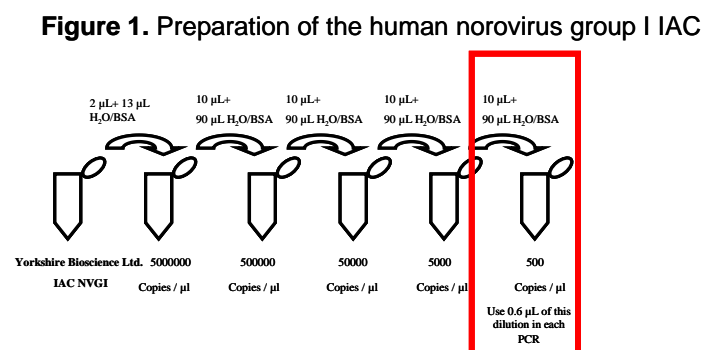 Figure 1. Preparation of the human norovirus group I IAC
2 µL+ 13 µL
H₂O/BSA
10 µL+
90 µL H₂O/BSA
10 µL+
90 µL H₂O/BSA
10 µL+
90 µL H₂O/BSA
10 µL+
90 µL H₂O/BSA
Yorkshire Bioscience Ltd.
IAC NVGI
5000000
Copies / µl
500000
Copies / µl
50000
Copies / µl
5000
Copies / µl
500
Copies / µl
Use 0.6 µL of this
dilution in each
PCR